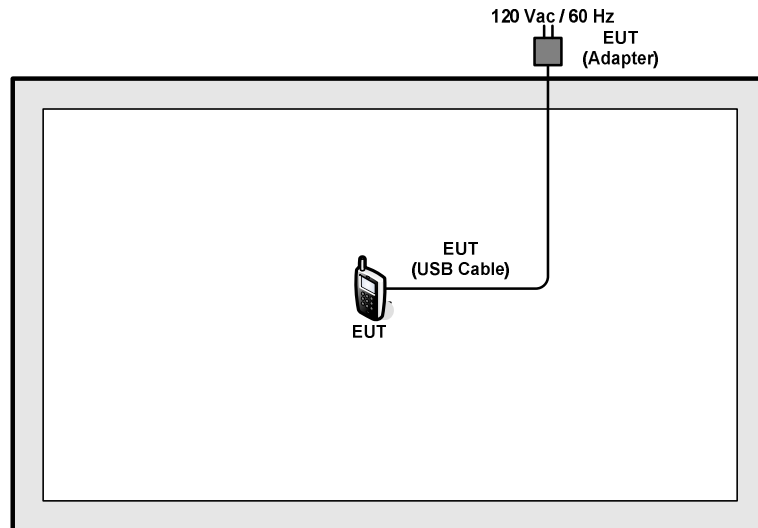 120 Vac / 60 Hz
EUT
(Adapter)
EUT
(USB Cable)
EUT